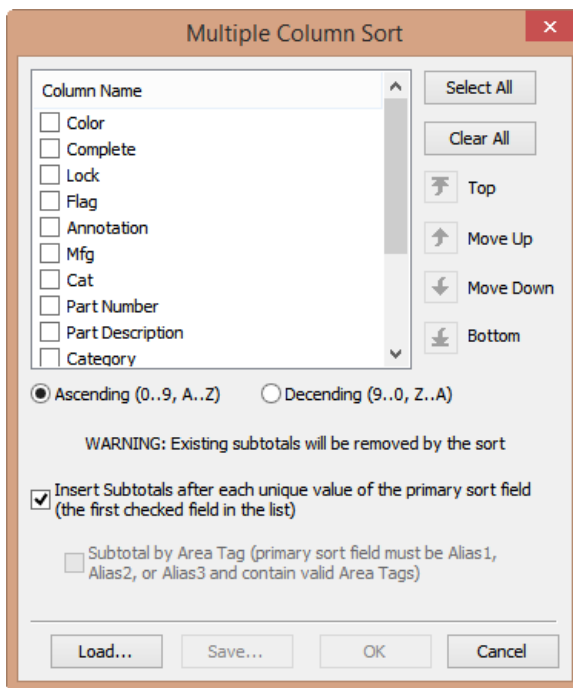 Multiple Column Sort
Column Name
Color
Complete
Lock
Flag
Annotation
Mfg
Cat
Part Number
Part Description
Category
Select All
Clear All
Top
Move Up
Move Down
Bottom
Ascending (0..9, A..Z)
Decending (9..0, Z..A)
WARNING: Existing subtotals will be removed by the sort
Insert Subtotals after each unique value of the primary sort field
(the first checked field in the list)
Subtotal by Area Tag (primary sort field must be Alias1,
Alias2, or Alias3 and contain valid Area Tags)
Load...
Save...
OK
Cancel